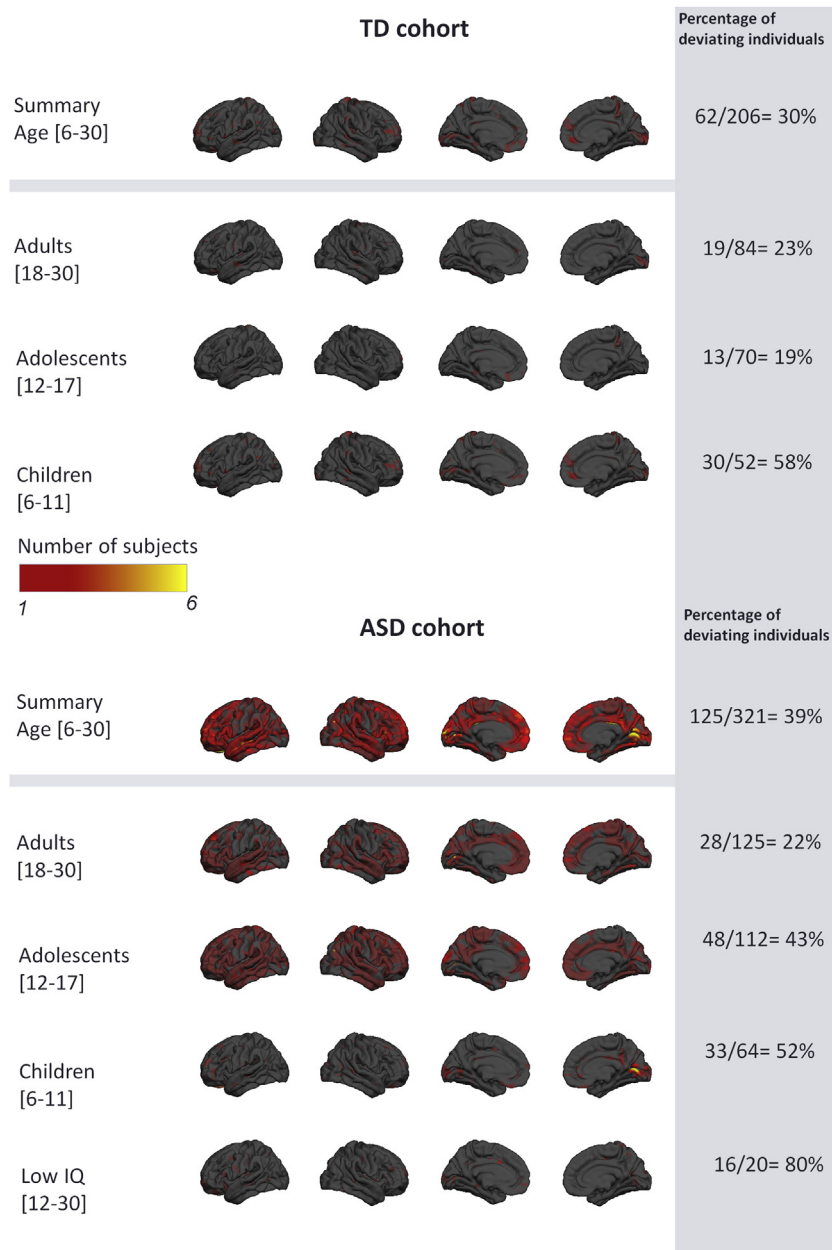 TD cohort
Percentage of
deviating individuals
Summary
Age [6-30]
62/206= 30%
Adults
[18-30]
19/84= 23%
Adolescents
[12-17]
13/70= 19%
Children
[6-11]
30/52= 58%
Number of subjects
1
6
ASD cohort
Percentage of
deviating individuals
Summary
Age [6-30]
125/321= 39%
Adults
[18-30]
28/125= 22%
Adolescents
[12-17]
48/112= 43%
Children
[6-11]
33/64= 52%
Low IQ
[12-30]
16/20= 80%